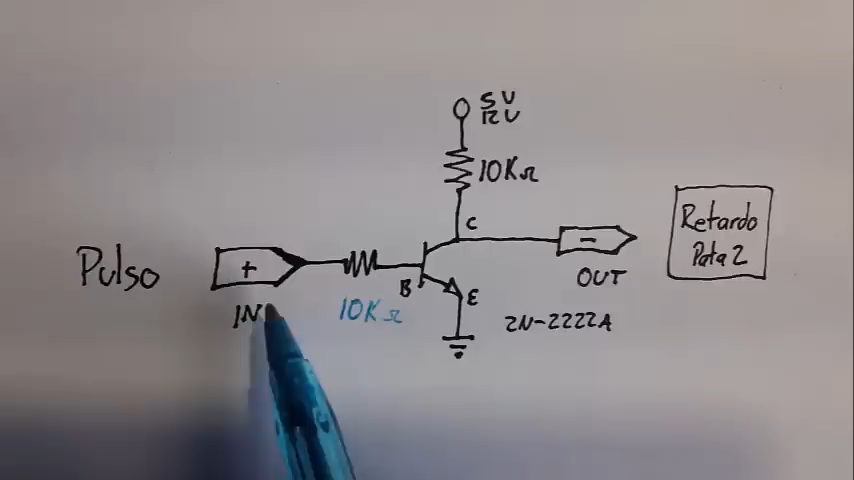 5V
12V
10KΩ
C
Retardo
Pata 2
Pulso
+
-
B
E
OUT
IN
10KΩ
2N-2222A